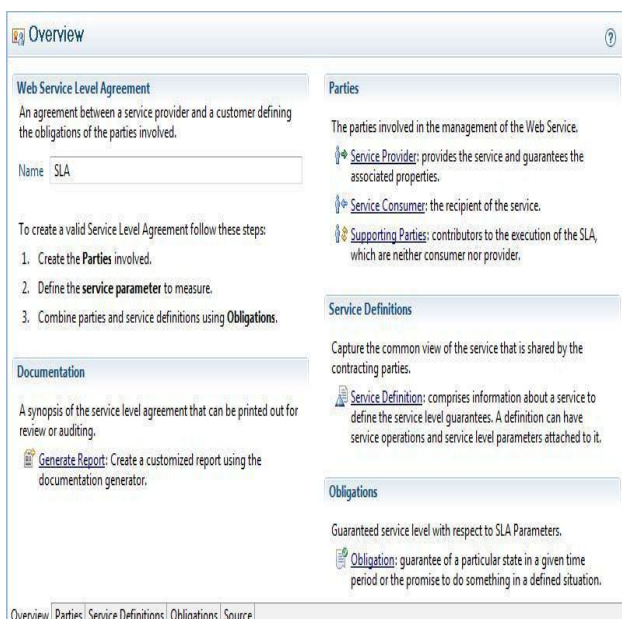 Overview
Web Service Level Agreement
An agreement between a service provider and a customer defining
the obligations of the parties involved.
Name SLA
To create a valid Service Level Agreement follow these steps:
1. Create the Parties involved.
2. Define the service parameter to measure.
3. Combine parties and service definitions using Obligations.
Documentation
A synopsis of the service level agreement that can be printed out for
review or auditing.
Generate Report: Create a customized report using the
documentation generator.
Parties
The parties involved in the management of the Web Service.
Service Provider: provides the service and guarantees the
associated properties.
Service Consumer: the recipient of the service.
Supporting Parties: contributors to the execution of the SLA,
which are neither consumer nor provider.
Service Definitions
Capture the common view of the service that is shared by the
contracting parties.
Service Definition: comprises information about a service to
define the service level guarantees. A definition can have
service operations and service level parameters attached to it.
Obligations
Guaranteed service level with respect to SLA Parameters.
Obligation: guarantee of a particular state in a given time
period or the promise to do something in a defined situation.
Overview Parties Service Definitions Obligations Source